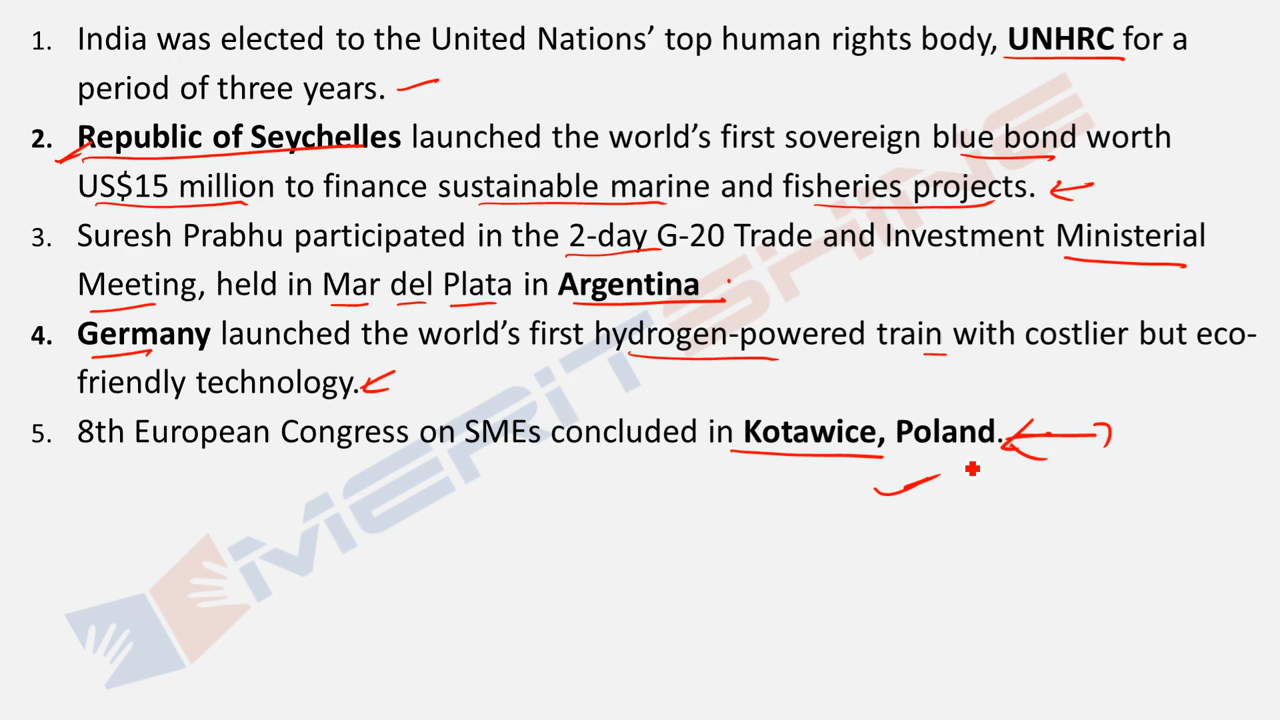 1. India was elected to the United Nations’ top human rights body, UNHRC for a
period of three years.
2. Republic of Seychelles launched the world’s first sovereign blue bond worth
US$15 million to finance sustainable marine and fisheries projects.
3. Suresh Prabhu participated in the 2-day G-20 Trade and Investment Ministerial
Meeting, held in Mar del Plata in Argentina
4. Germany launched the world’s first hydrogen-powered train with costlier but eco-
friendly technology.
5. 8th European Congress on SMEs concluded in Kotawice, Poland.
MERiTSHiNE